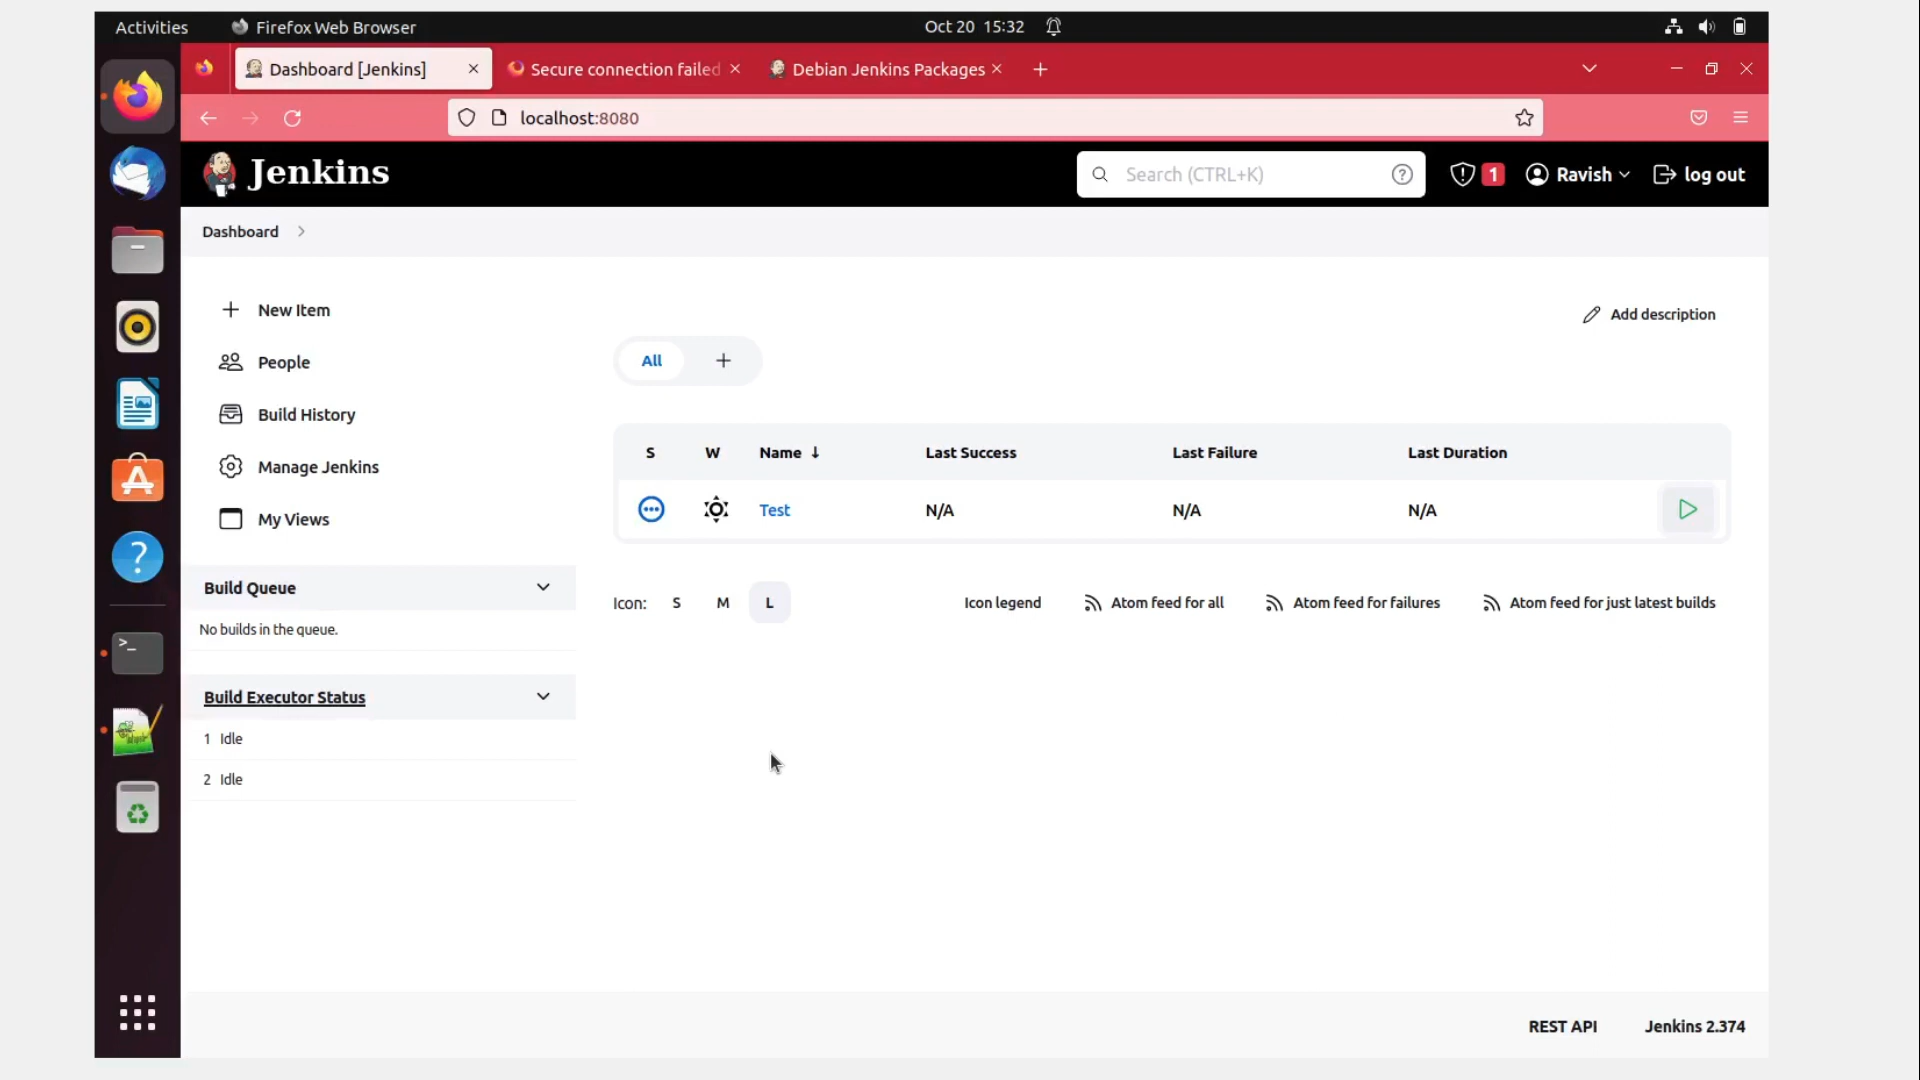 Activities Firefox Web Browser Oct 20 15:32
Dashboard [Jenkins] Secure connection failed Debian Jenkins Packages
localhost:8080
Jenkins Search (CTRL+K) ? 1 Ravish log out
Dashboard
New Item
Add description
People
All +
Build History
Manage Jenkins
My Views
S W Name ↓ Last Success Last Failure Last Duration
Test N/A N/A N/A
Build Queue
No builds in the queue.
Icon: S M L Icon legend Atom feed for all Atom feed for failures Atom feed for just latest builds
Build Executor Status
1 Idle
2 Idle
REST API Jenkins 2.374